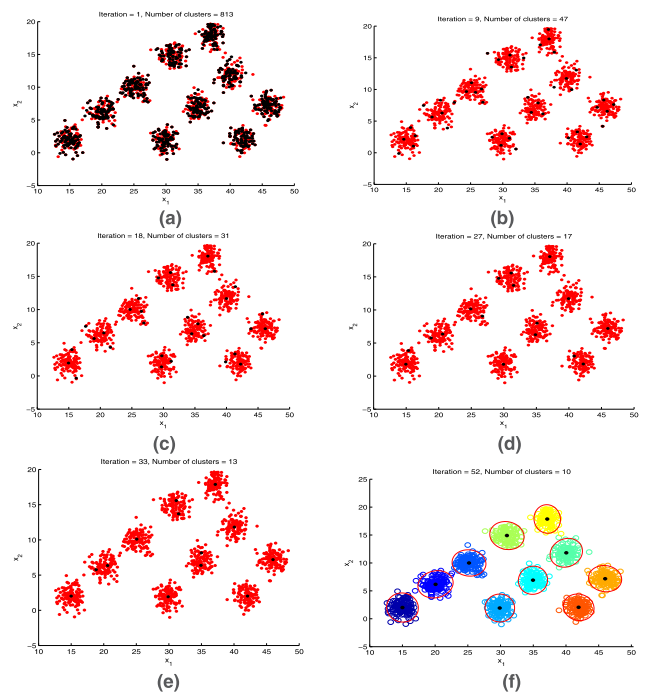 Iteration = 1, Number of clusters = 813
20
15
10
5
0
−5
10 15 20 25 30 35 40 45 50
x2
x1
(a)
Iteration = 9, Number of clusters = 47
20
15
10
5
0
−5
10 15 20 25 30 35 40 45 50
x2
x1
(b)
Iteration = 18, Number of clusters = 31
20
15
10
5
0
−5
10 15 20 25 30 35 40 45 50
x2
x1
(c)
Iteration = 27, Number of clusters = 17
20
15
10
5
0
−5
10 15 20 25 30 35 40 45 50
x2
x1
(d)
Iteration = 33, Number of clusters = 13
20
15
10
5
0
−5
10 15 20 25 30 35 40 45 50
x2
x1
(e)
Iteration = 52, Number of clusters = 10
25
20
15
10
5
0
−5
10 15 20 25 30 35 40 45 50
x2
x1
(f)